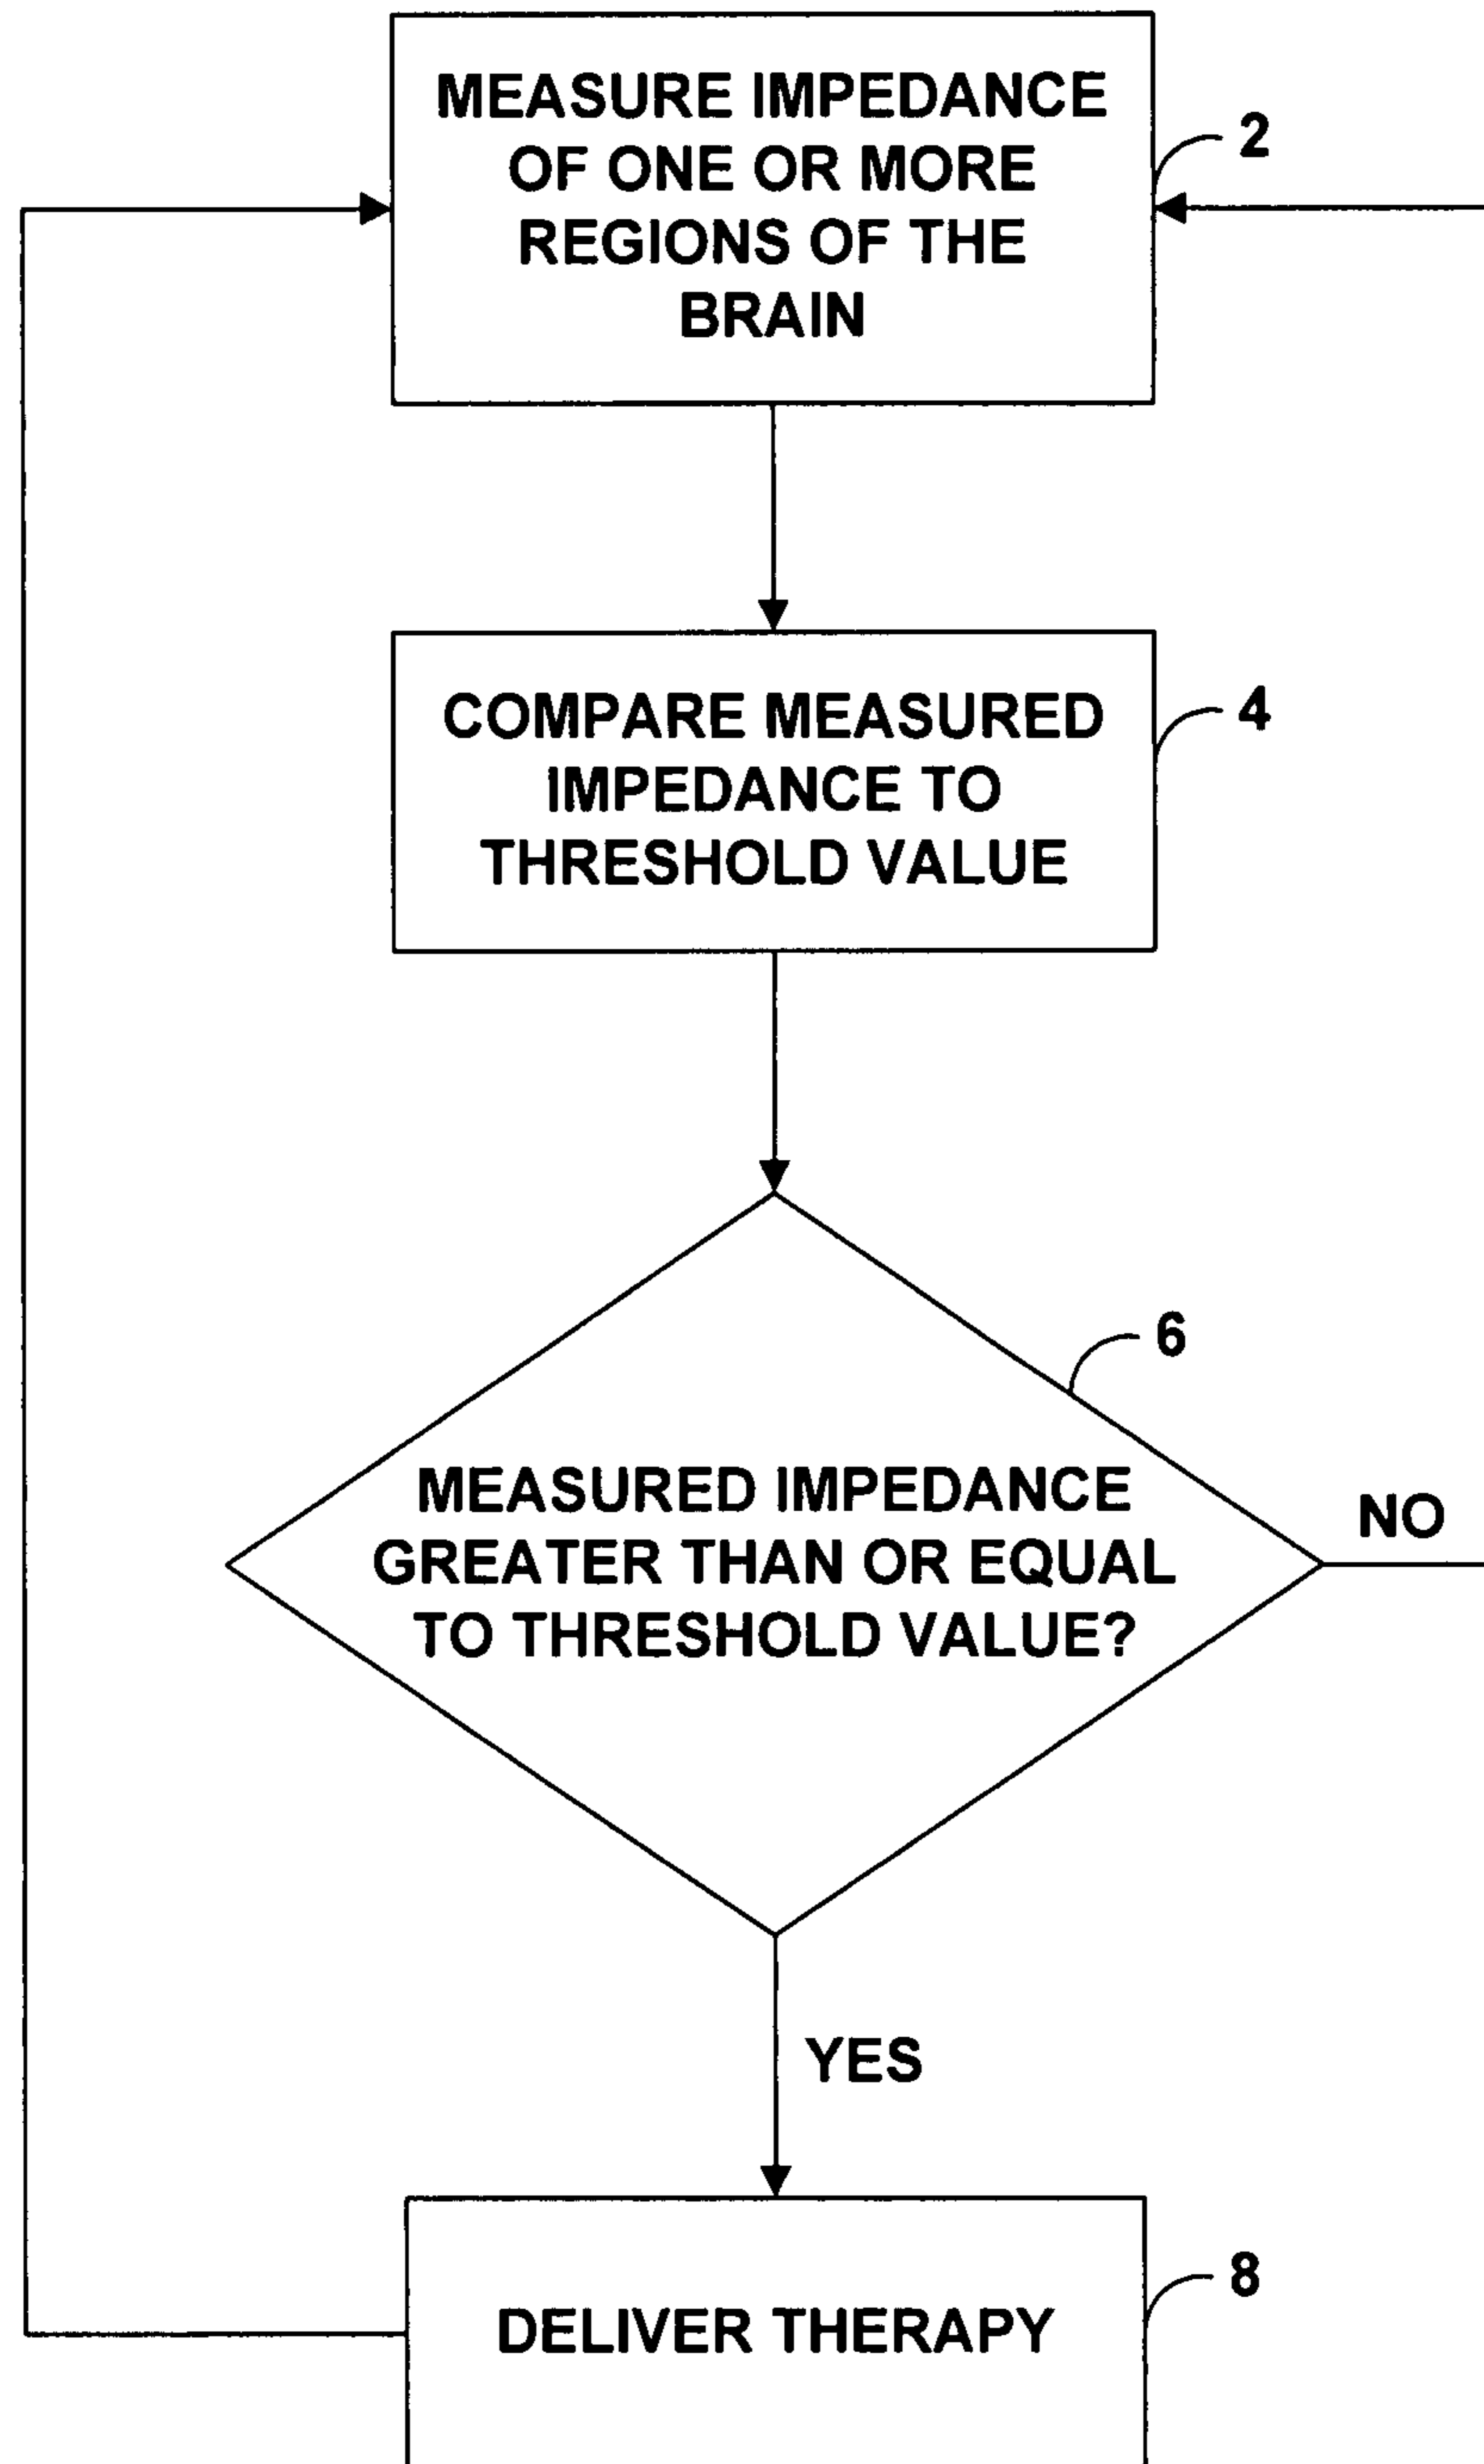 MEASURE IMPEDANCE
OF ONE OR MORE
REGIONS OF THE
BRAIN
2
COMPARE MEASURED
IMPEDANCE TO
THRESHOLD VALUE
4
6
MEASURED IMPEDANCE
GREATER THAN OR EQUAL
TO THRESHOLD VALUE?
NO
YES
8
DELIVER THERAPY